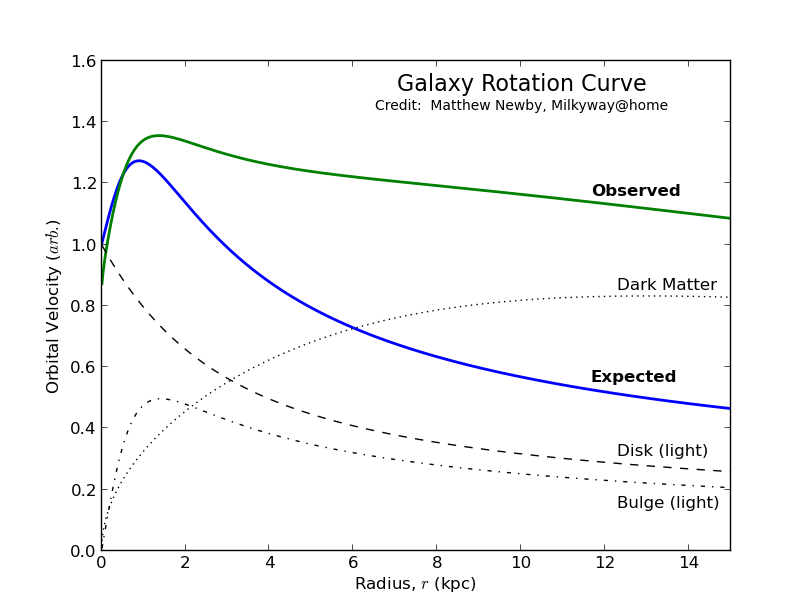 Galaxy Rotation Curve
Credit:  Matthew Newby, Milkyway@home
1.6
1.4
1.2
1.0
0.8
0.6
0.4
0.2
0.0
Orbital Velocity (arb.)
Observed
Dark Matter
Expected
Disk (light)
Bulge (light)
0 2 4 6 8 10 12 14
Radius, r (kpc)